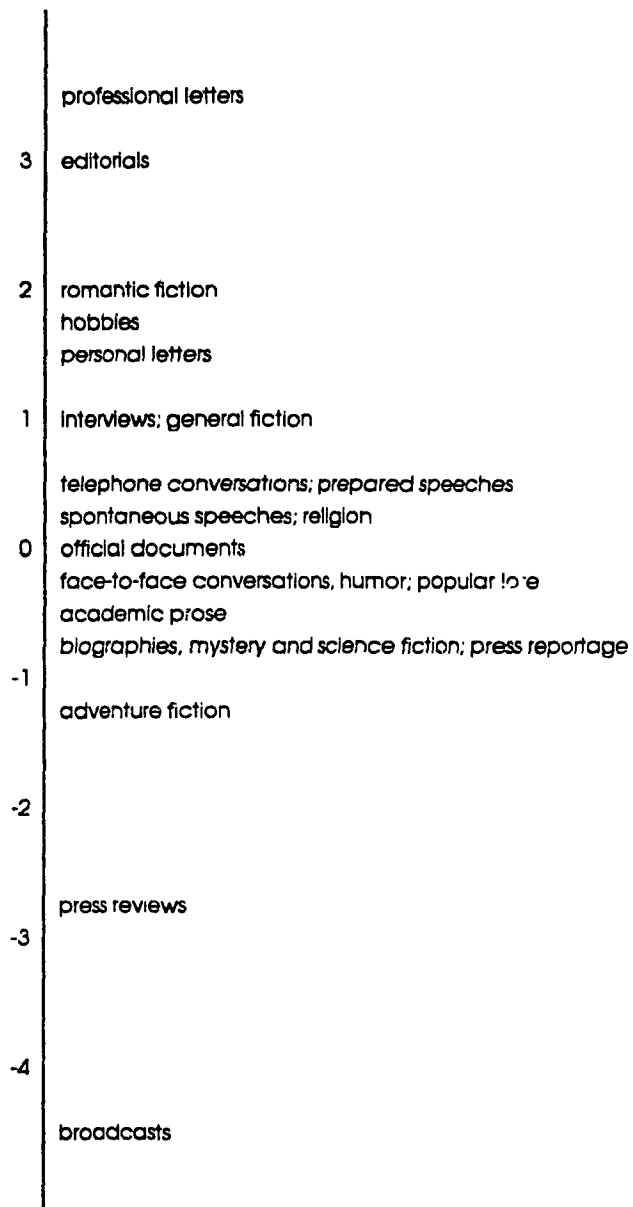 professional letters
3 editorials
2 romantic fiction
hobbies
personal letters
1 interviews; general fiction
telephone conversations; prepared speeches
spontaneous speeches; religion
0 official documents
face-to-face conversations, humor; popular lore
academic prose
biographies, mystery and science fiction; press reportage
-1
adventure fiction
-2
press reviews
-3
-4
broadcasts